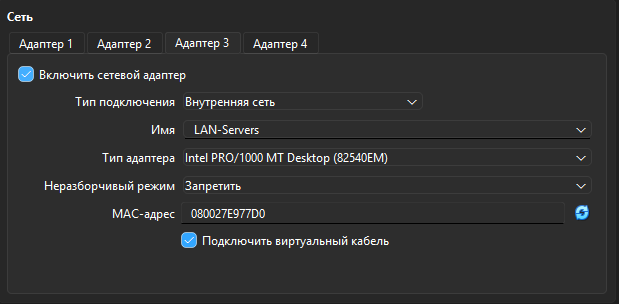 Сеть
Адаптер 1 Адаптер 2 Адаптер 3 Адаптер 4
Включить сетевой адаптер
Тип подключения Внутренняя сеть
Имя LAN-Servers
Тип адаптера Intel PRO/1000 MT Desktop (82540EM)
Неразборчивый режим Запретить
MAC-адрес 080027E977D0
Подключить виртуальный кабель